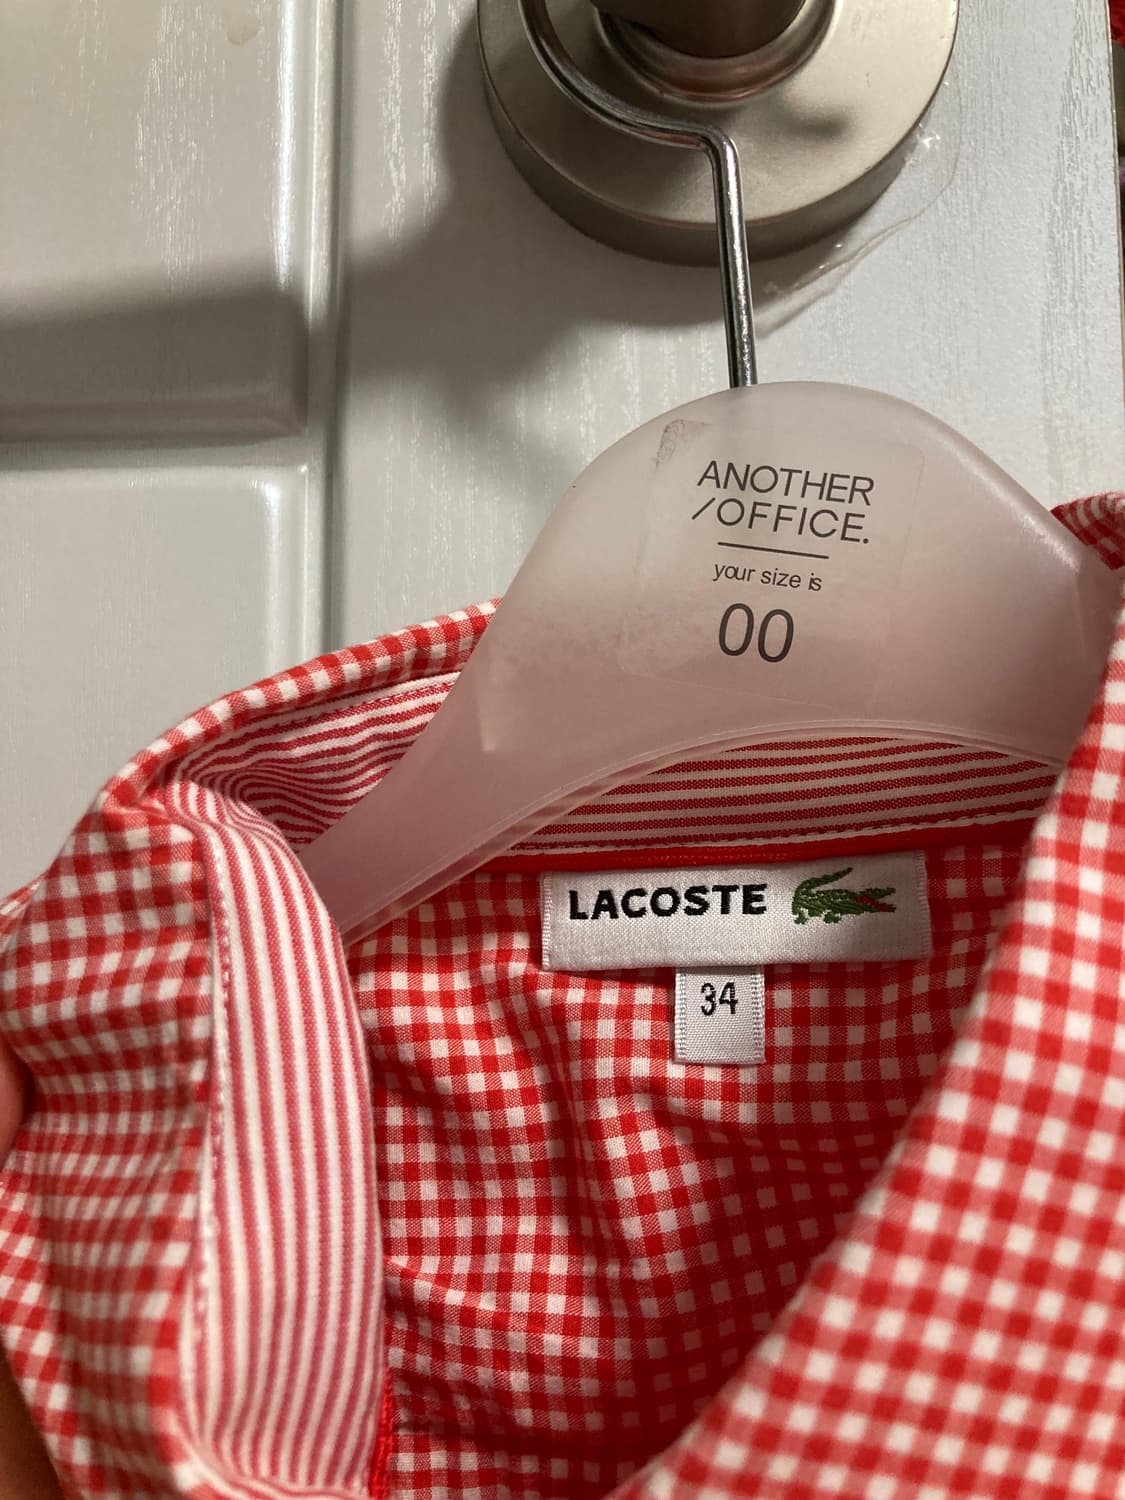 ANOTHER
/OFFICE.
your size is
00
LACOSTE
34